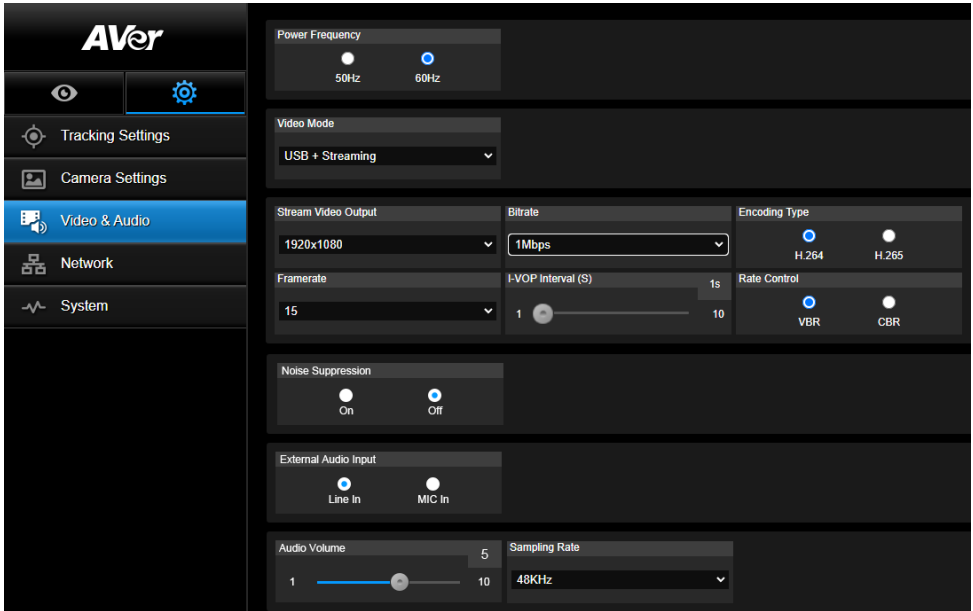 AVer
Tracking Settings
Camera Settings
Video & Audio
Network
System
Power Frequency
50Hz
60Hz
Video Mode
USB + Streaming
Stream Video Output
Bitrate
Encoding Type
1920x1080
1Mbps
H.264
H.265
Framerate
I-VOP Interval (S)
1s
Rate Control
15
1
10
VBR
CBR
Noise Suppression
On
Off
External Audio Input
Line In
MIC In
Audio Volume
5
Sampling Rate
1
10
48KHz